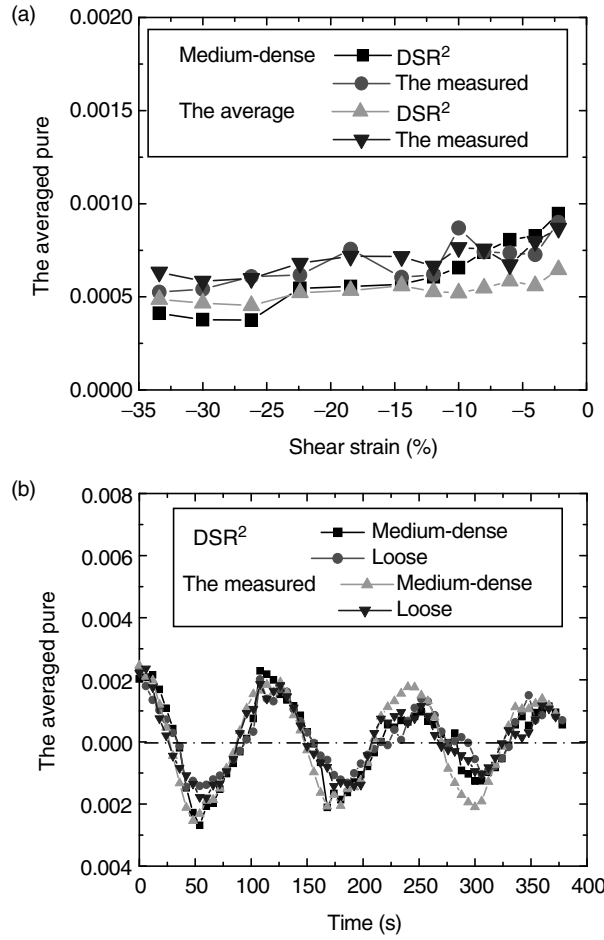 (a)
0.0020
Medium-dense
DSR²
The measured
The average
DSR²
The measured
0.0015
0.0010
0.0005
0.0000
The averaged pure
−35 −30 −25 −20 −15 −10 −5 0
Shear strain (%)
(b)
0.008
DSR²
Medium-dense
Loose
The measured
Medium-dense
Loose
0.006
0.004
0.002
0.000
0.002
0.004
The averaged pure
0 50 100 150 200 250 300 350 400
Time (s)